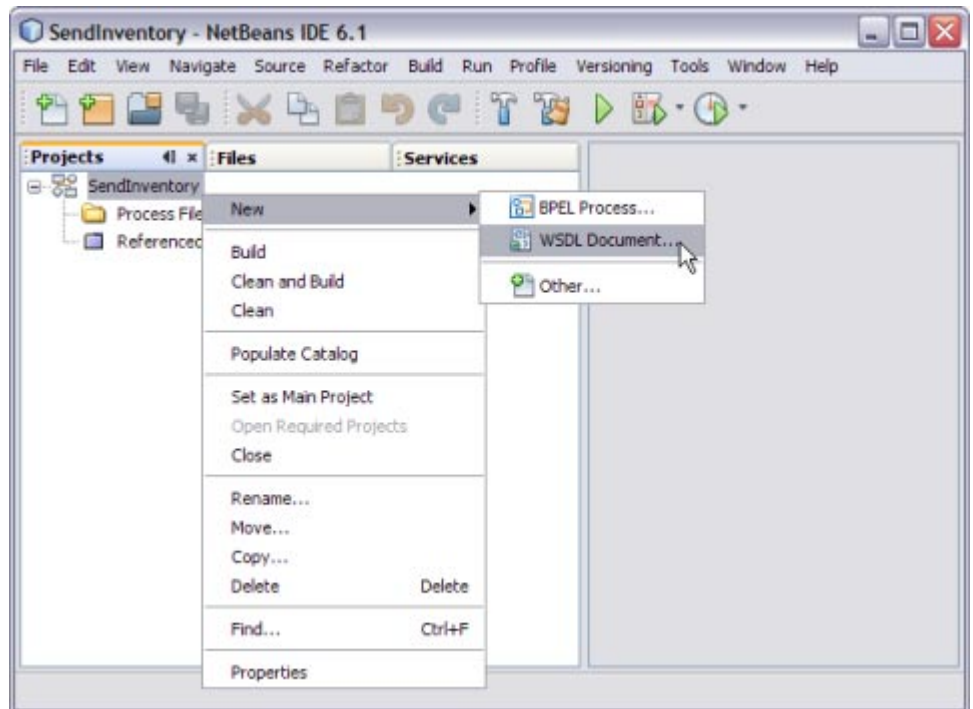 SendInventory - NetBeans IDE 6.1
File Edit View Navigate Source Refactor Build Run Profile Versioning Tools Window Help
Projects Files Services
SendInventory
Process File
Referenced
New
Build
Clean and Build
Clean
Populate Catalog
Set as Main Project
Open Required Projects
Close
Rename...
Move...
Copy...
Delete Delete
Find... Ctrl+F
Properties
BPEL Process...
WSDL Document...
Other...